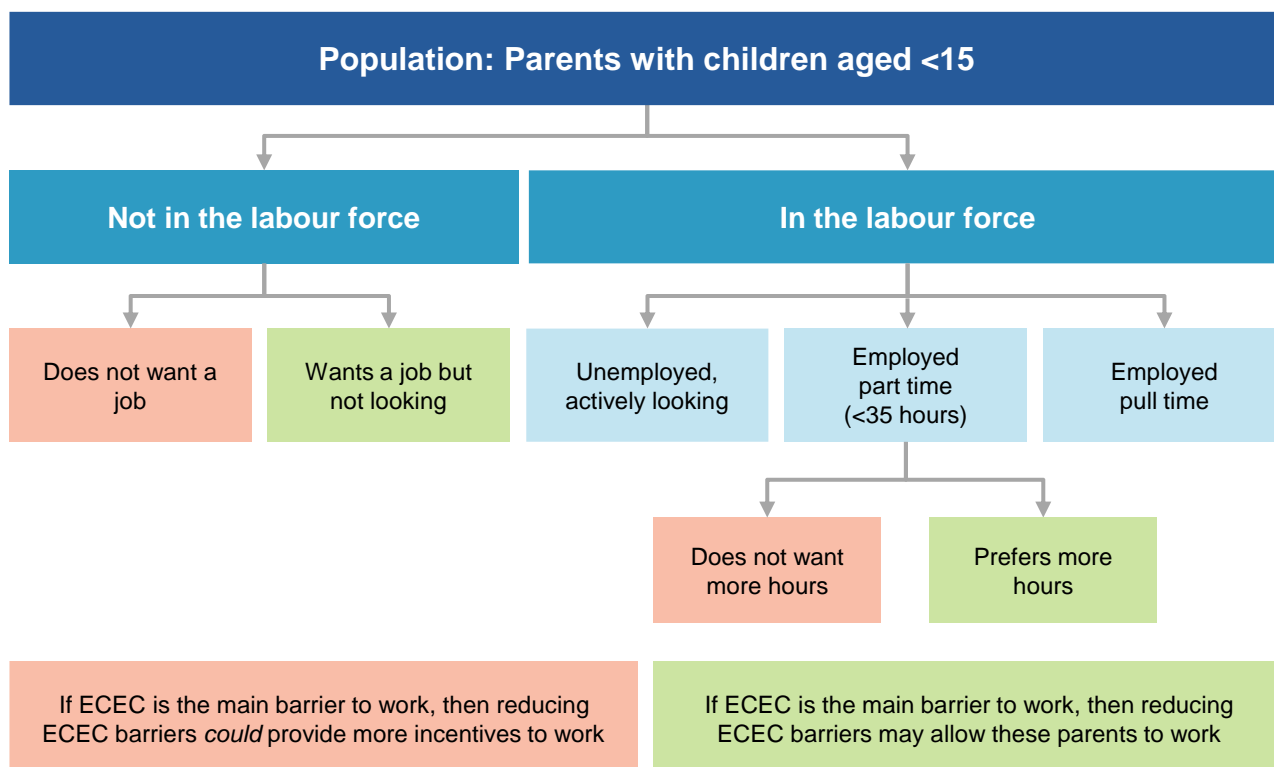 Population: Parents with children aged <15
Not in the labour force
In the labour force
Does not want a
job
Wants a job but
not looking
Unemployed,
actively looking
Employed
part time
(<35 hours)
Employed
pull time
Does not want
more hours
Prefers more
hours
If ECEC is the main barrier to work, then reducing
ECEC barriers could provide more incentives to work
If ECEC is the main barrier to work, then reducing
ECEC barriers may allow these parents to work